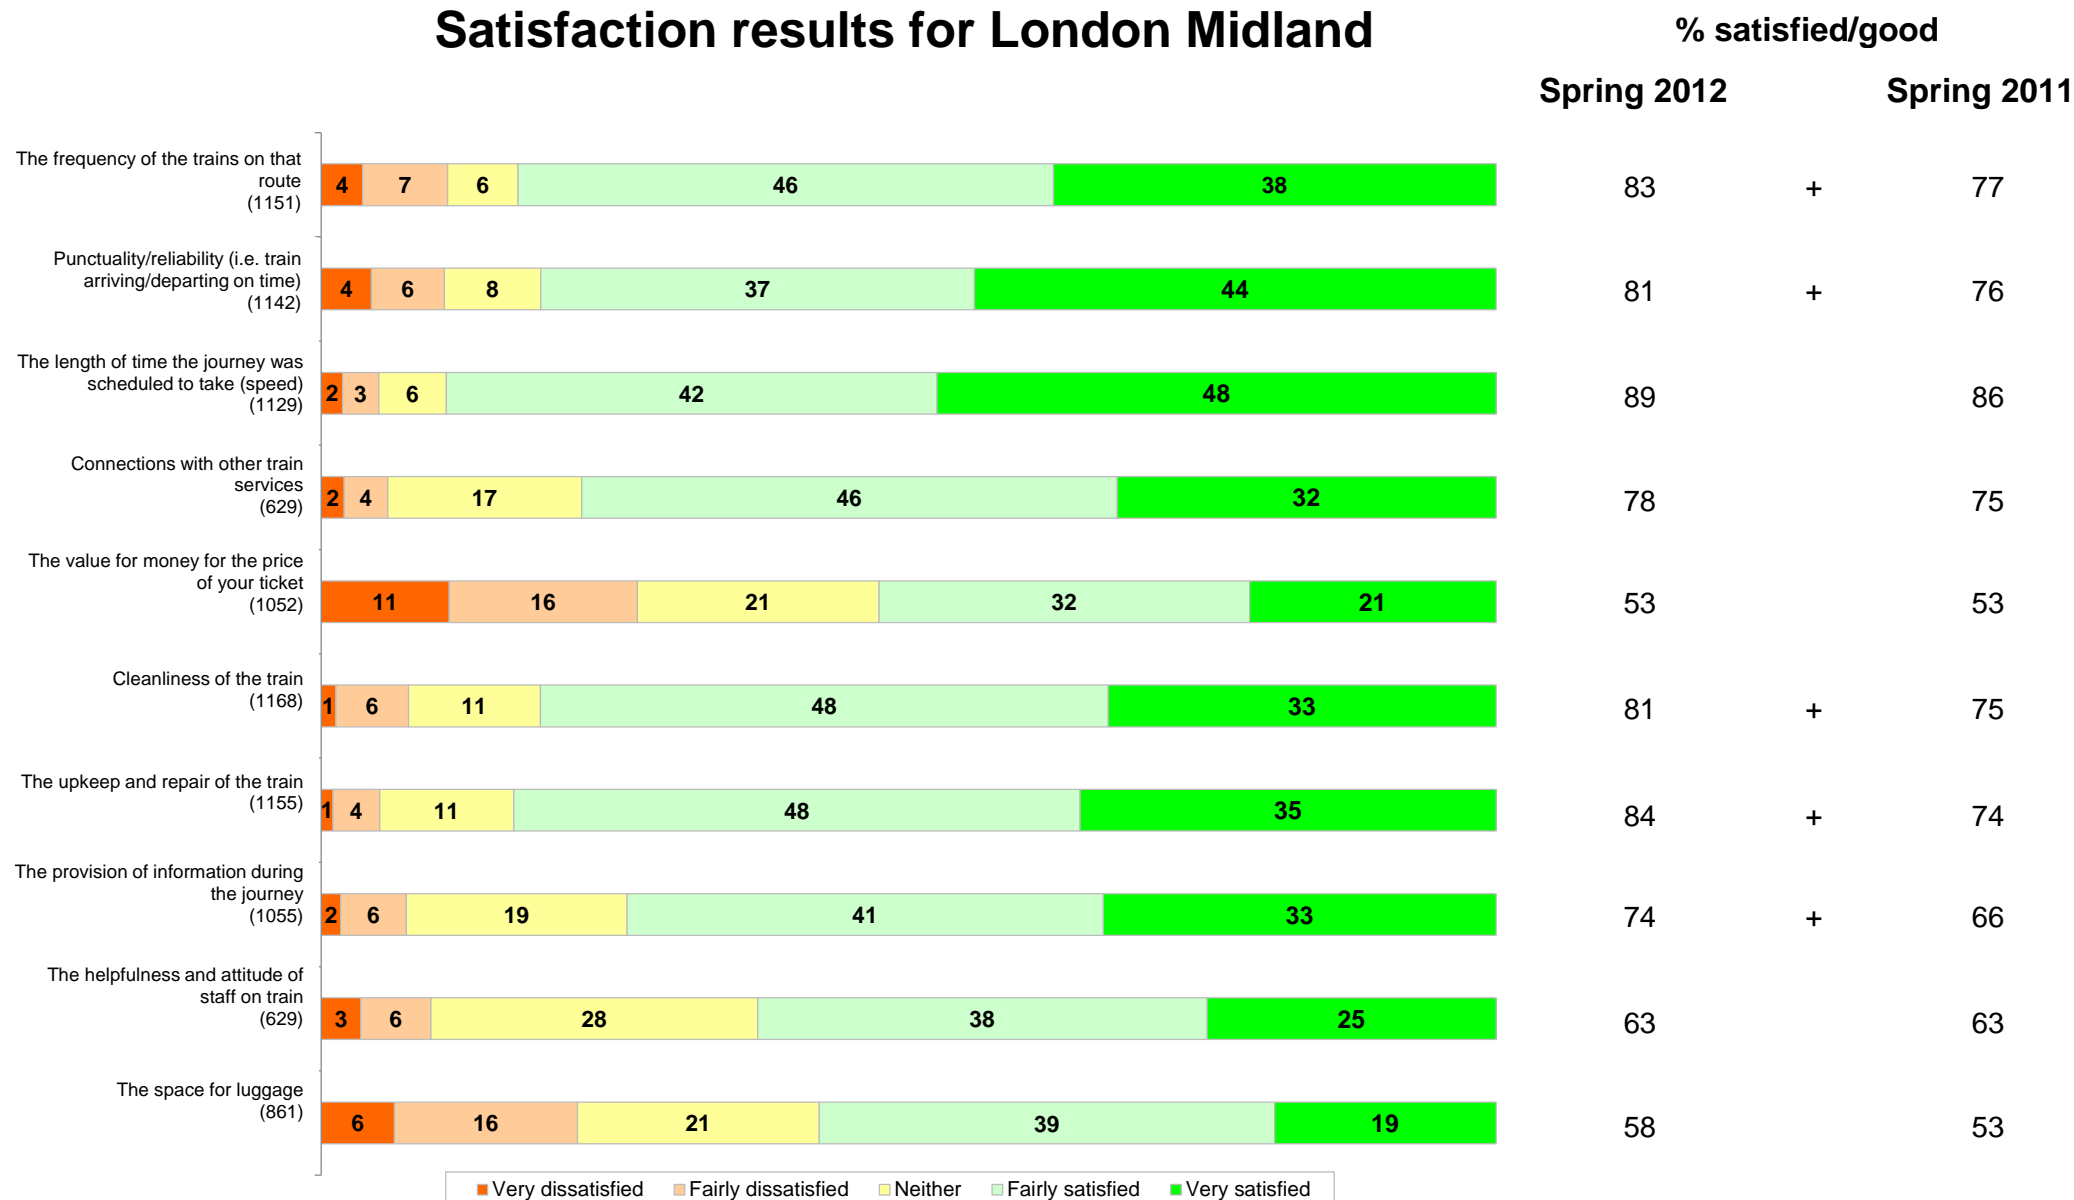 Satisfaction results for London Midland
% satisfied/good
Spring 2012 Spring 2011
The frequency of the trains on that
route
(1151)
4 7 6 46 38 83 + 77
Punctuality/reliability (i.e. train
arriving/departing on time)
(1142)
4 6 8 37 44 81 + 76
The length of time the journey was
scheduled to take (speed)
(1129)
2 3 6 42 48 89 86
Connections with other train
services
(629)
2 4 17 46 32 78 75
The value for money for the price
of your ticket
(1052)
11 16 21 32 21 53 53
Cleanliness of the train
(1168)
1 6 11 48 33 81 + 75
The upkeep and repair of the train
(1155)
1 4 11 48 35 84 + 74
The provision of information during
the journey
(1055)
2 6 19 41 33 74 + 66
The helpfulness and attitude of
staff on train
(629)
3 6 28 38 25 63 63
The space for luggage
(861)
6 16 21 39 19 58 53
Very dissatisfied Fairly dissatisfied Neither Fairly satisfied Very satisfied